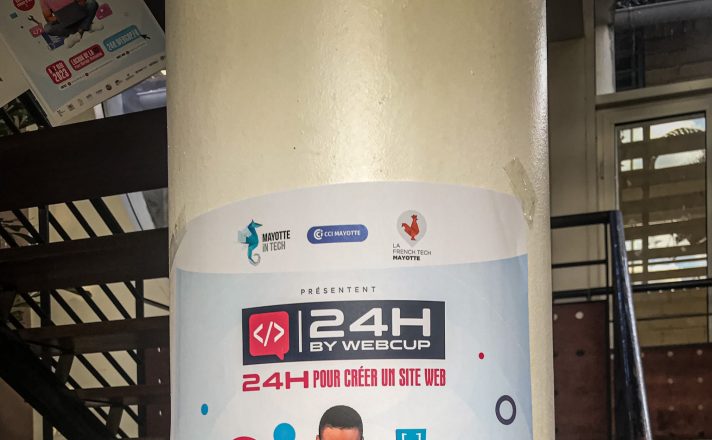 MAYOTTE
IN TECH
CCI MAYOTTE
LA
FRENCH TECH
MAYOTTE
PRÉSENTENT
</> 24H
BY WEBCUP
24H POUR CRÉER UN SITE WEB
2023